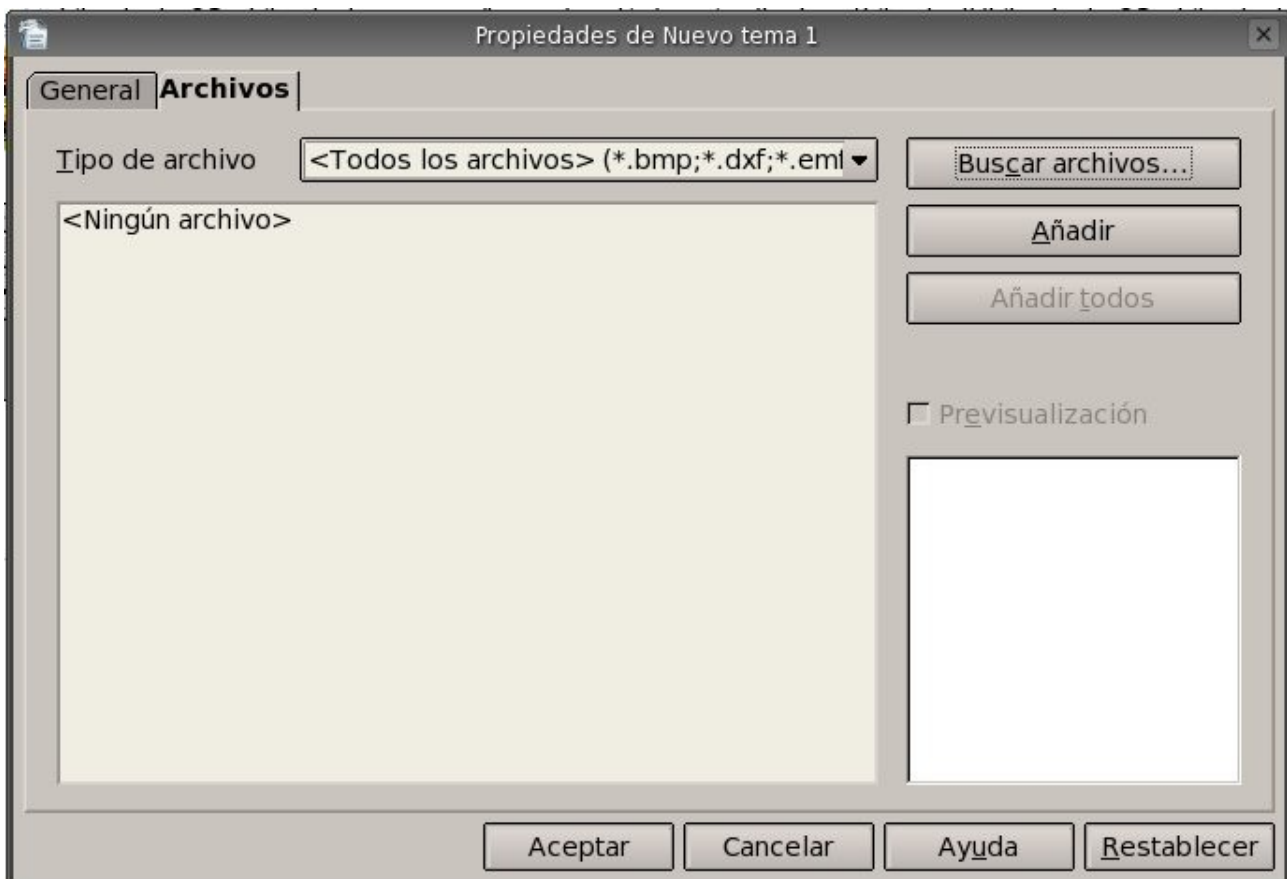 Propiedades de Nuevo tema 1
General Archivos
Tipo de archivo <Todos los archivos> (*.bmp;*.dxf;*.emf Buscar archivos...
<Ningún archivo>
Añadir
Añadir todos
Previsualización
Aceptar Cancelar Ayuda Restablecer